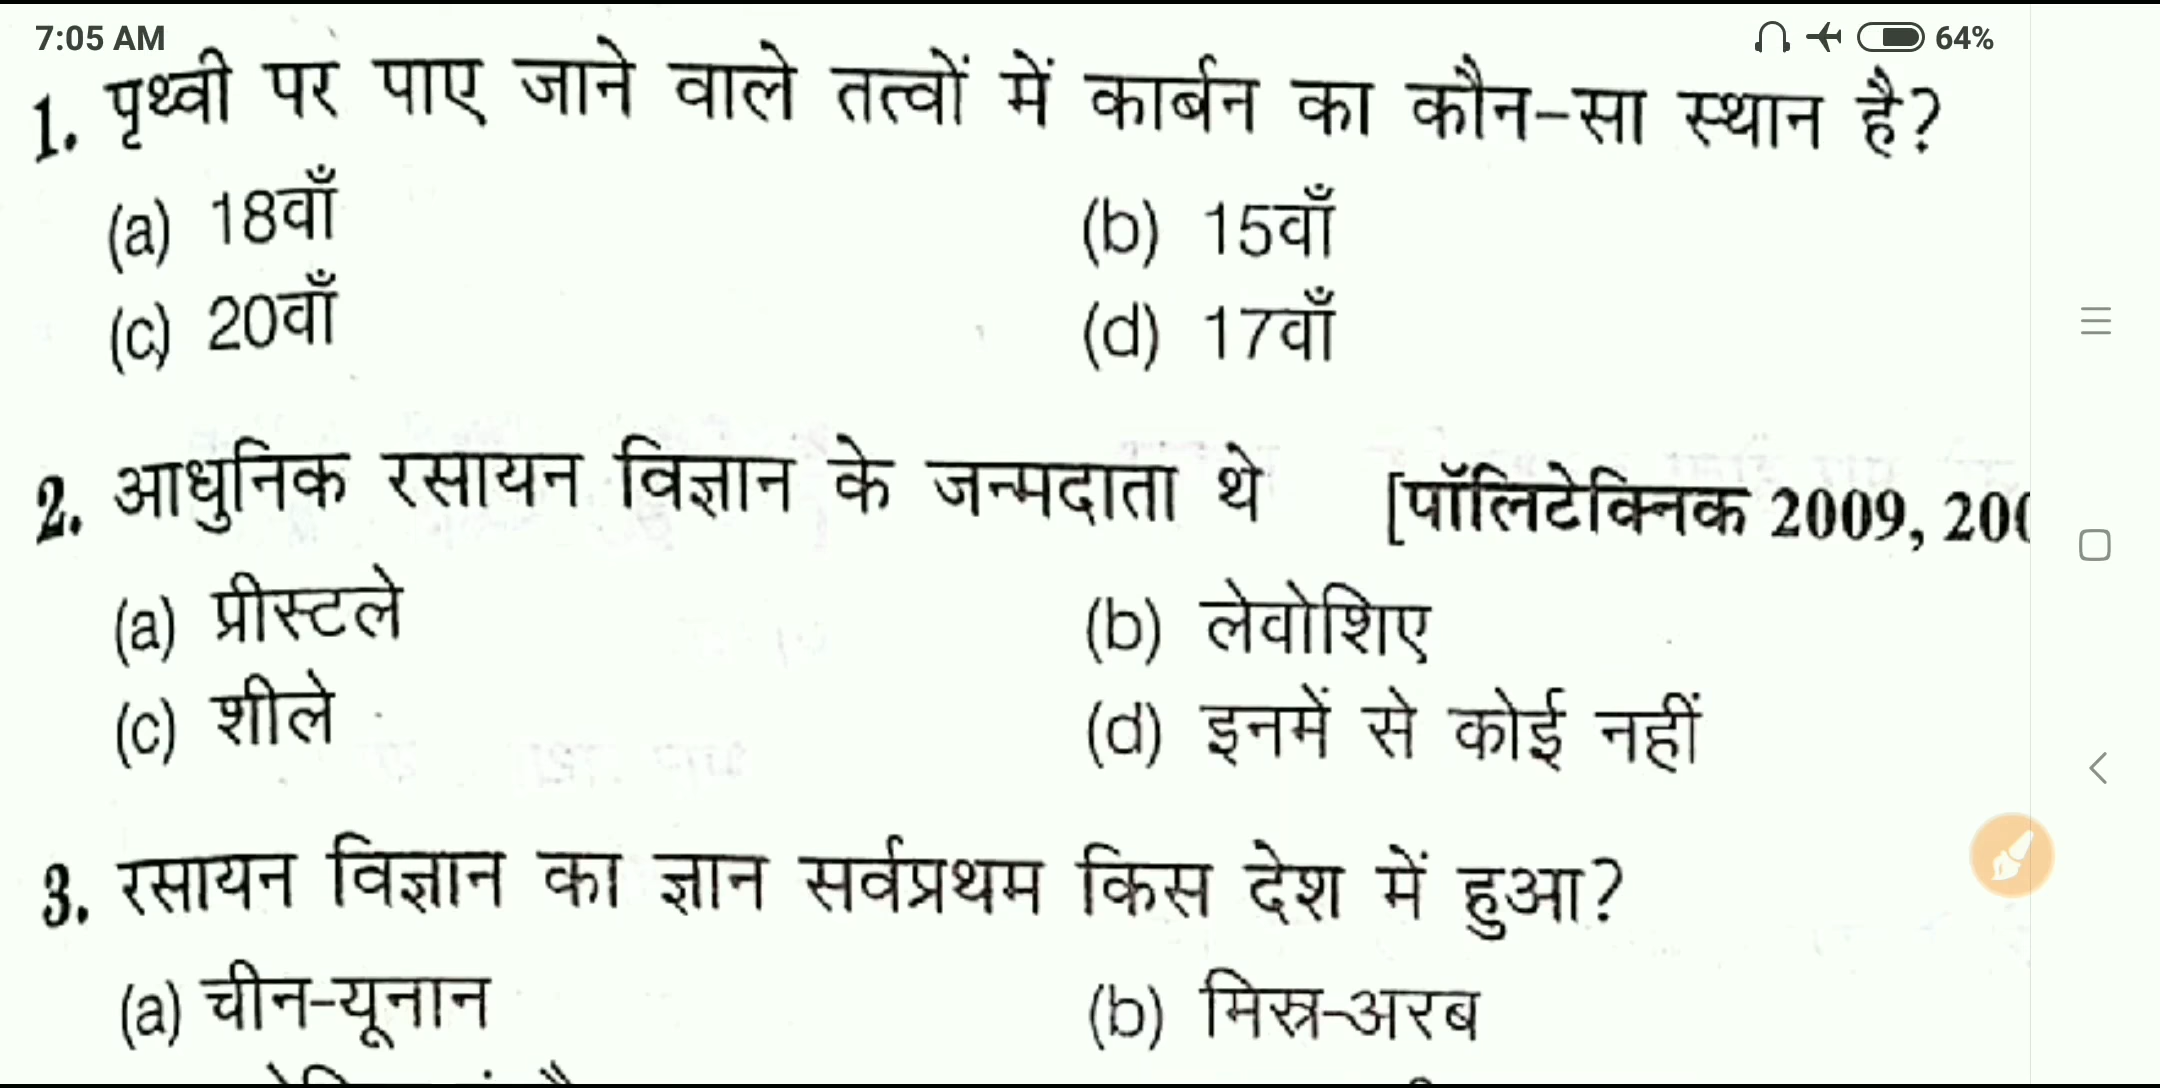 7:05 AM 64%
1. पृथ्वी पर पाए जाने वाले तत्वों में कार्बन का कौन-सा स्थान है?
(a) 18वाँ (b) 15वाँ
(c) 20वाँ (d) 17वाँ
2. आधुनिक रसायन विज्ञान के जन्मदाता थे [पॉलिटेक्निक 2009, 200
(a) प्रीस्टले (b) लेवोशिए
(c) शीले (d) इनमें से कोई नहीं
3. रसायन विज्ञान का ज्ञान सर्वप्रथम किस देश में हुआ?
(a) चीन-यूनान (b) मिस्र-अरब